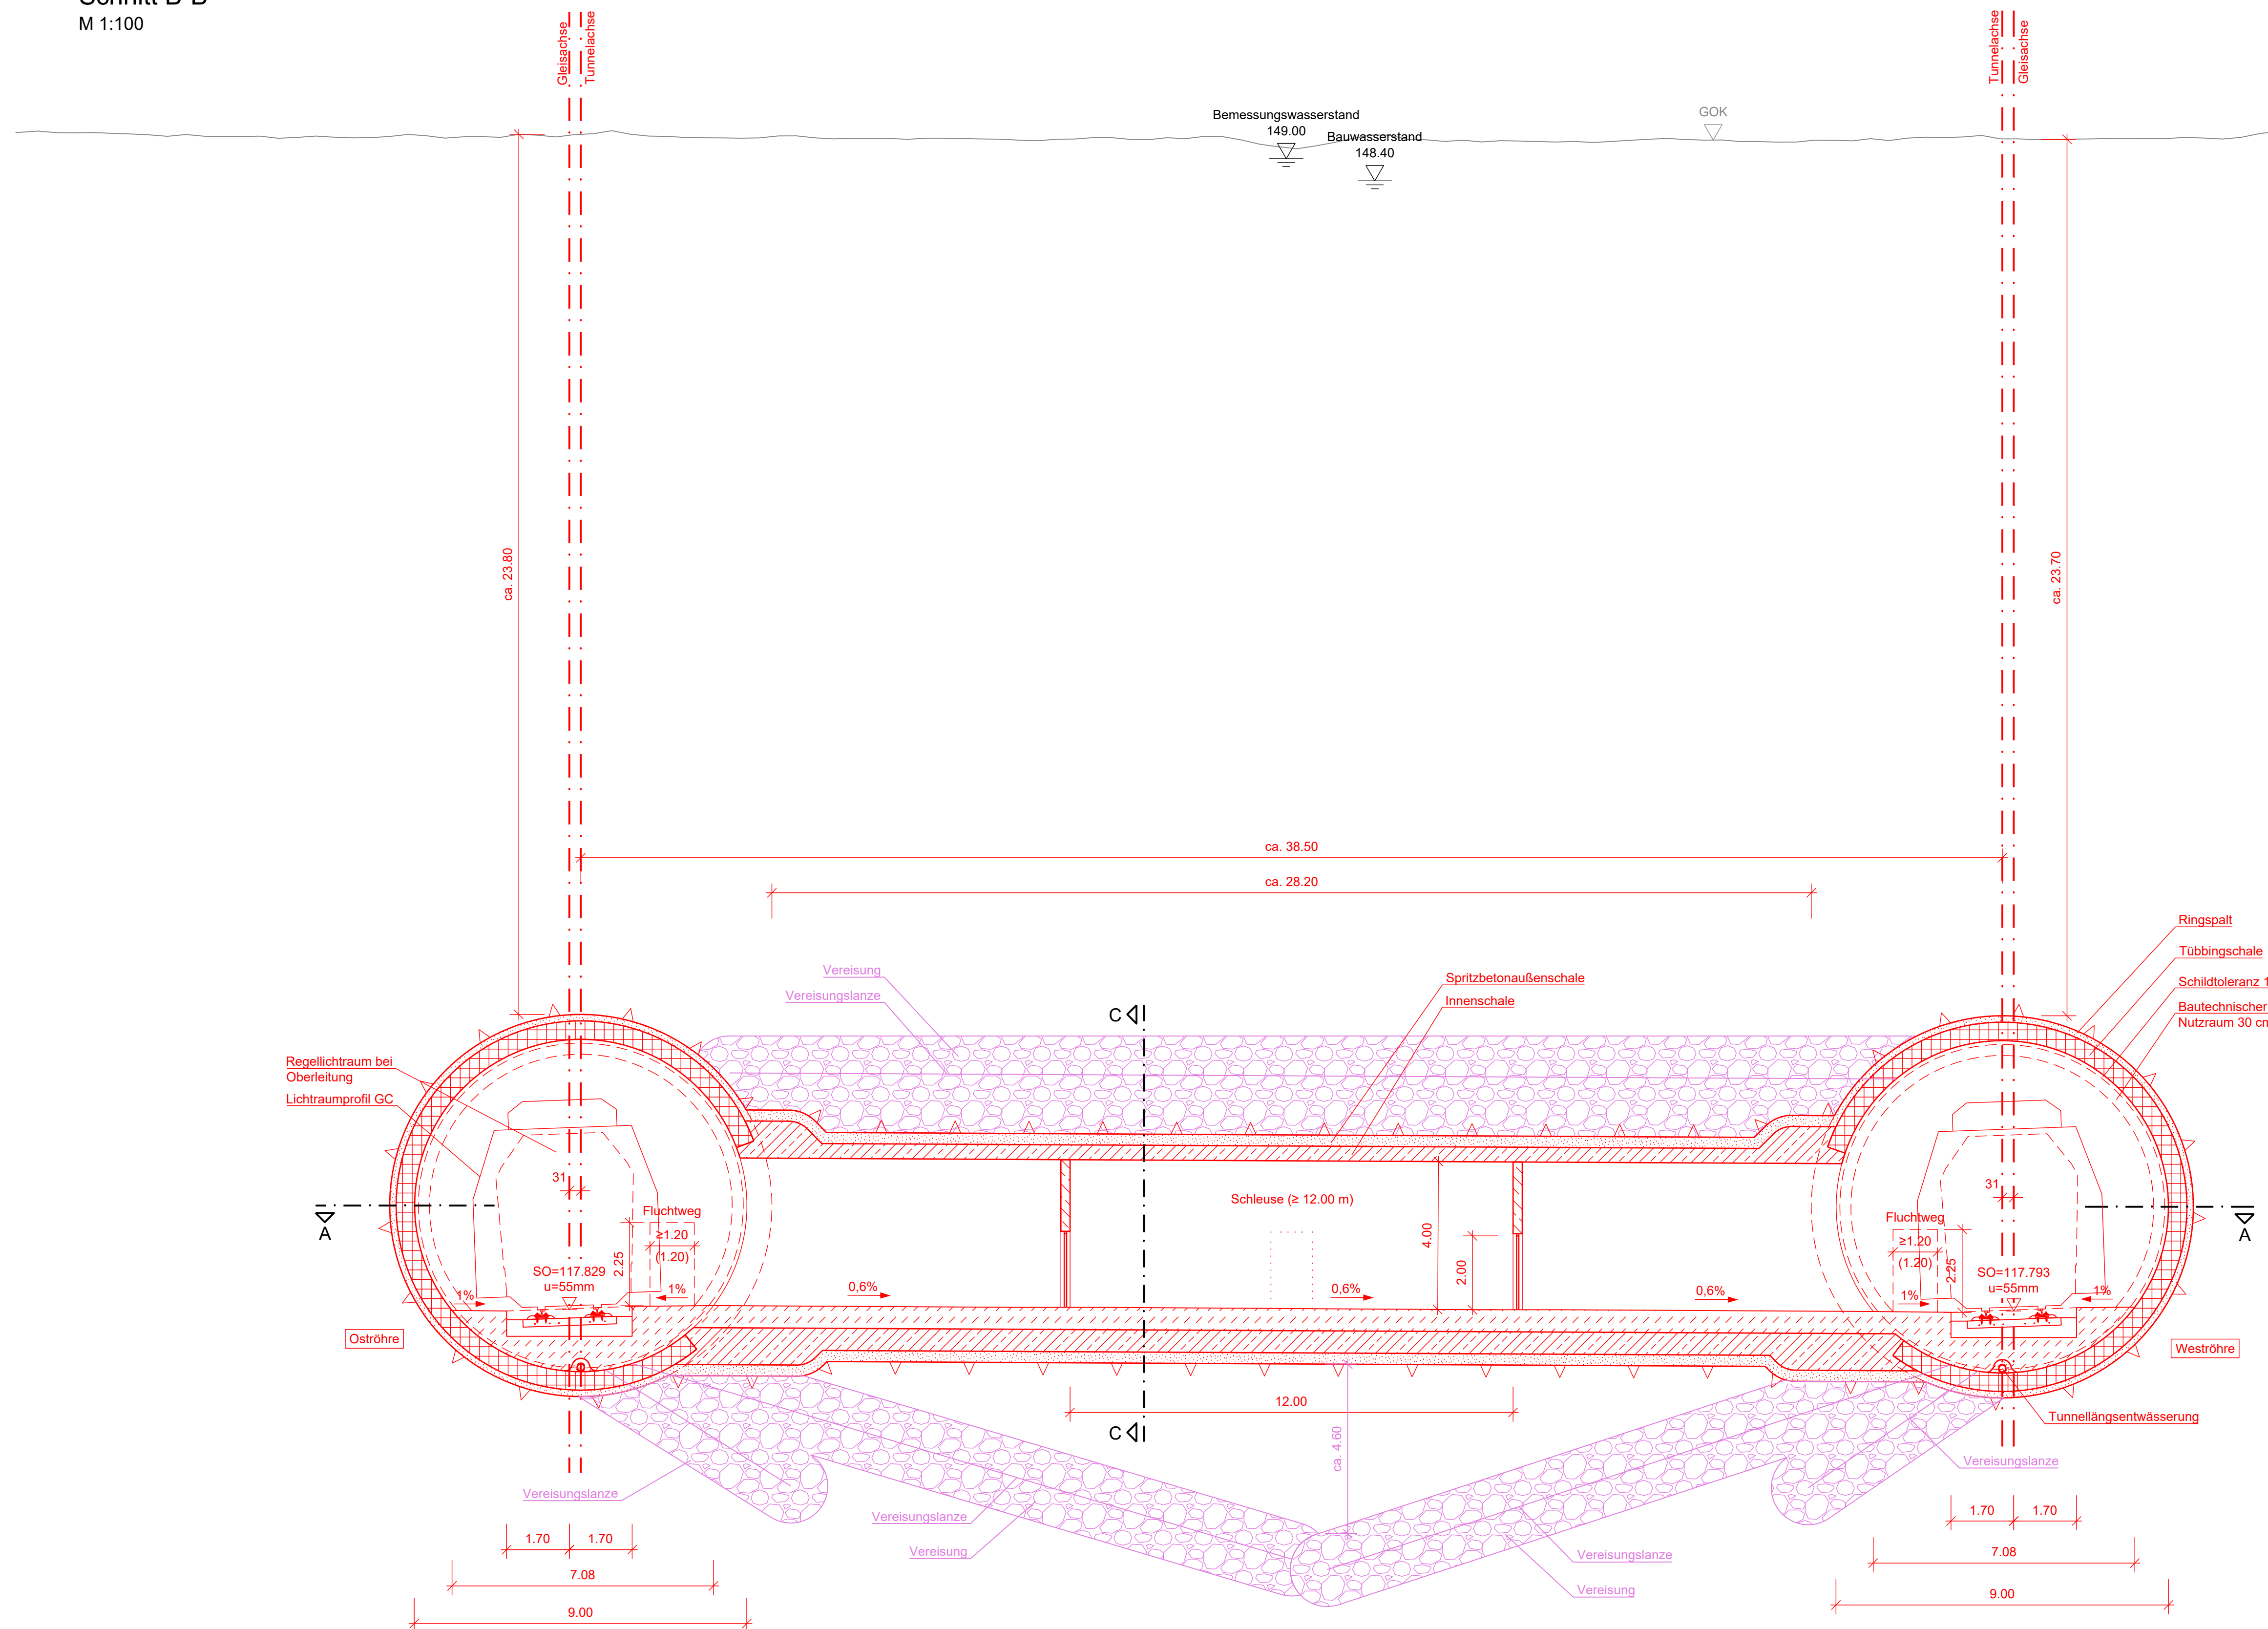 M 1:100
Gleisachse
Tunnelachse
Tunnelachse
Gleisachse
Bemessungswasserstand
149.00
Bauwasserstand
148.40
GOK
ca. 23.80
ca. 23.70
ca. 38.50
ca. 28.20
Vereisung
Vereisungslanze
Spritzbetonaußenschale
Innenschale
Ringspalt
Tübbingschale
Schildtoleranz
Bautechnischer
Nutzraum 30 cm
C
Regellichtraum bei
Oberleitung
Lichtraumprofil GC
31
Fluchtweg
≥1.20
(1.20)
2.25
SO=117.829
u=55mm
1%
1%
A
Schleuse (≥ 12.00 m)
4.00
2.00
0,6%
0,6%
0,6%
31
Fluchtweg
≥1.20
(1.20)
2.25
SO=117.793
u=55mm
1%
1%
A
Oströhre
Weströhre
12.00
C
ca. 4.60
Tunnellängsentwässerung
Vereisungslanze
Vereisungslanze
Vereisungslanze
Vereisung
Vereisungslanze
Vereisung
1.70
1.70
7.08
9.00
1.70
1.70
7.08
9.00